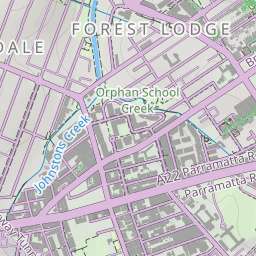 FOREST LODGE
DALE
Orphan School
Creek
Johnstons Creek
A22 Parramatta R
Parramatta R